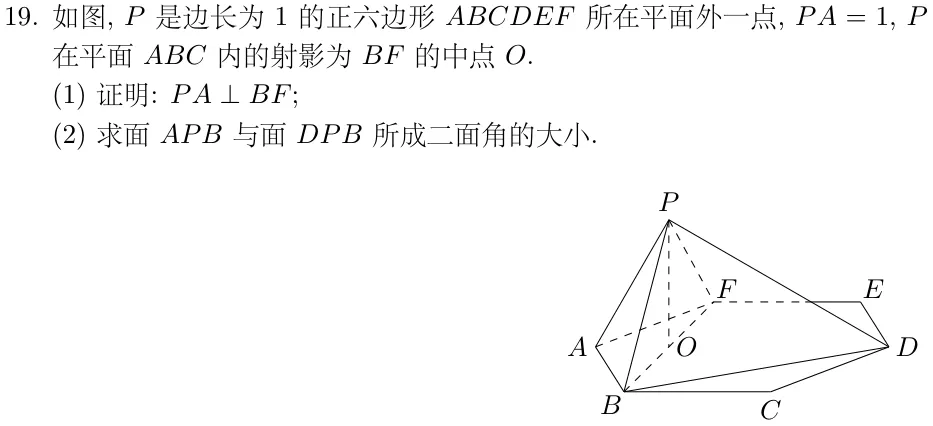 19. 如图, P 是边长为 1 的正六边形 ABCDEF 所在平面外一点, PA = 1, P
在平面 ABC 内的射影为 BF 的中点 O.
(1) 证明: PA ⊥ BF;
(2) 求面 APB 与面 DPB 所成二面角的大小.
P
F
E
A
O
D
B
C